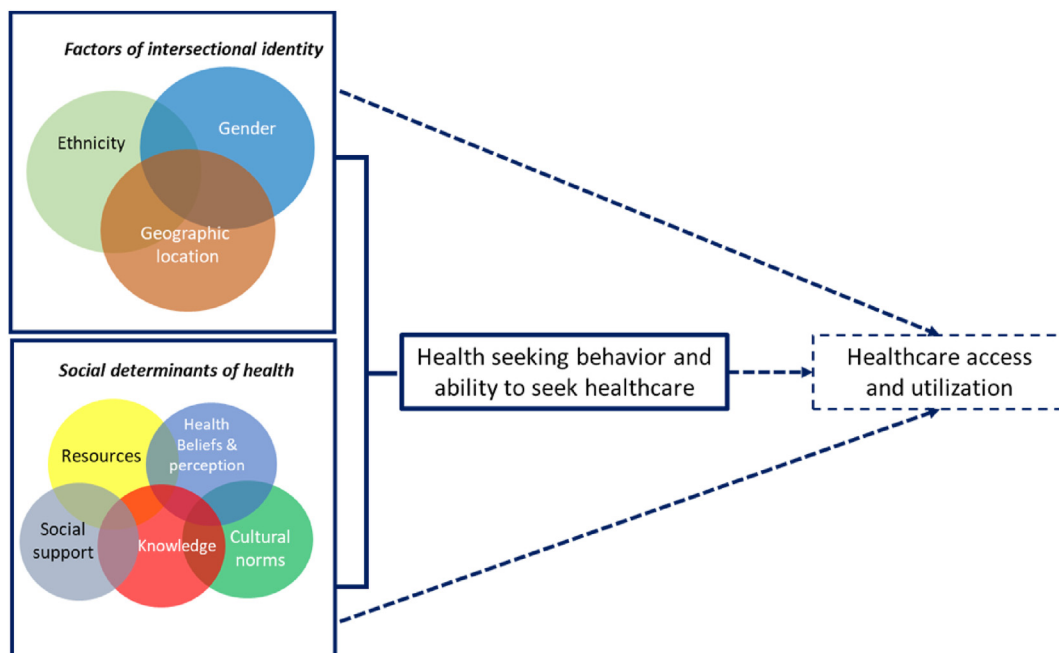 Factors of intersectional identity
Ethnicity
Gender
Geographic
location
Social determinants of health
Resources
Health
Beliefs &
perception
Social
support
Knowledge
Cultural
norms
Health seeking behavior and
ability to seek healthcare
Healthcare access
and utilization